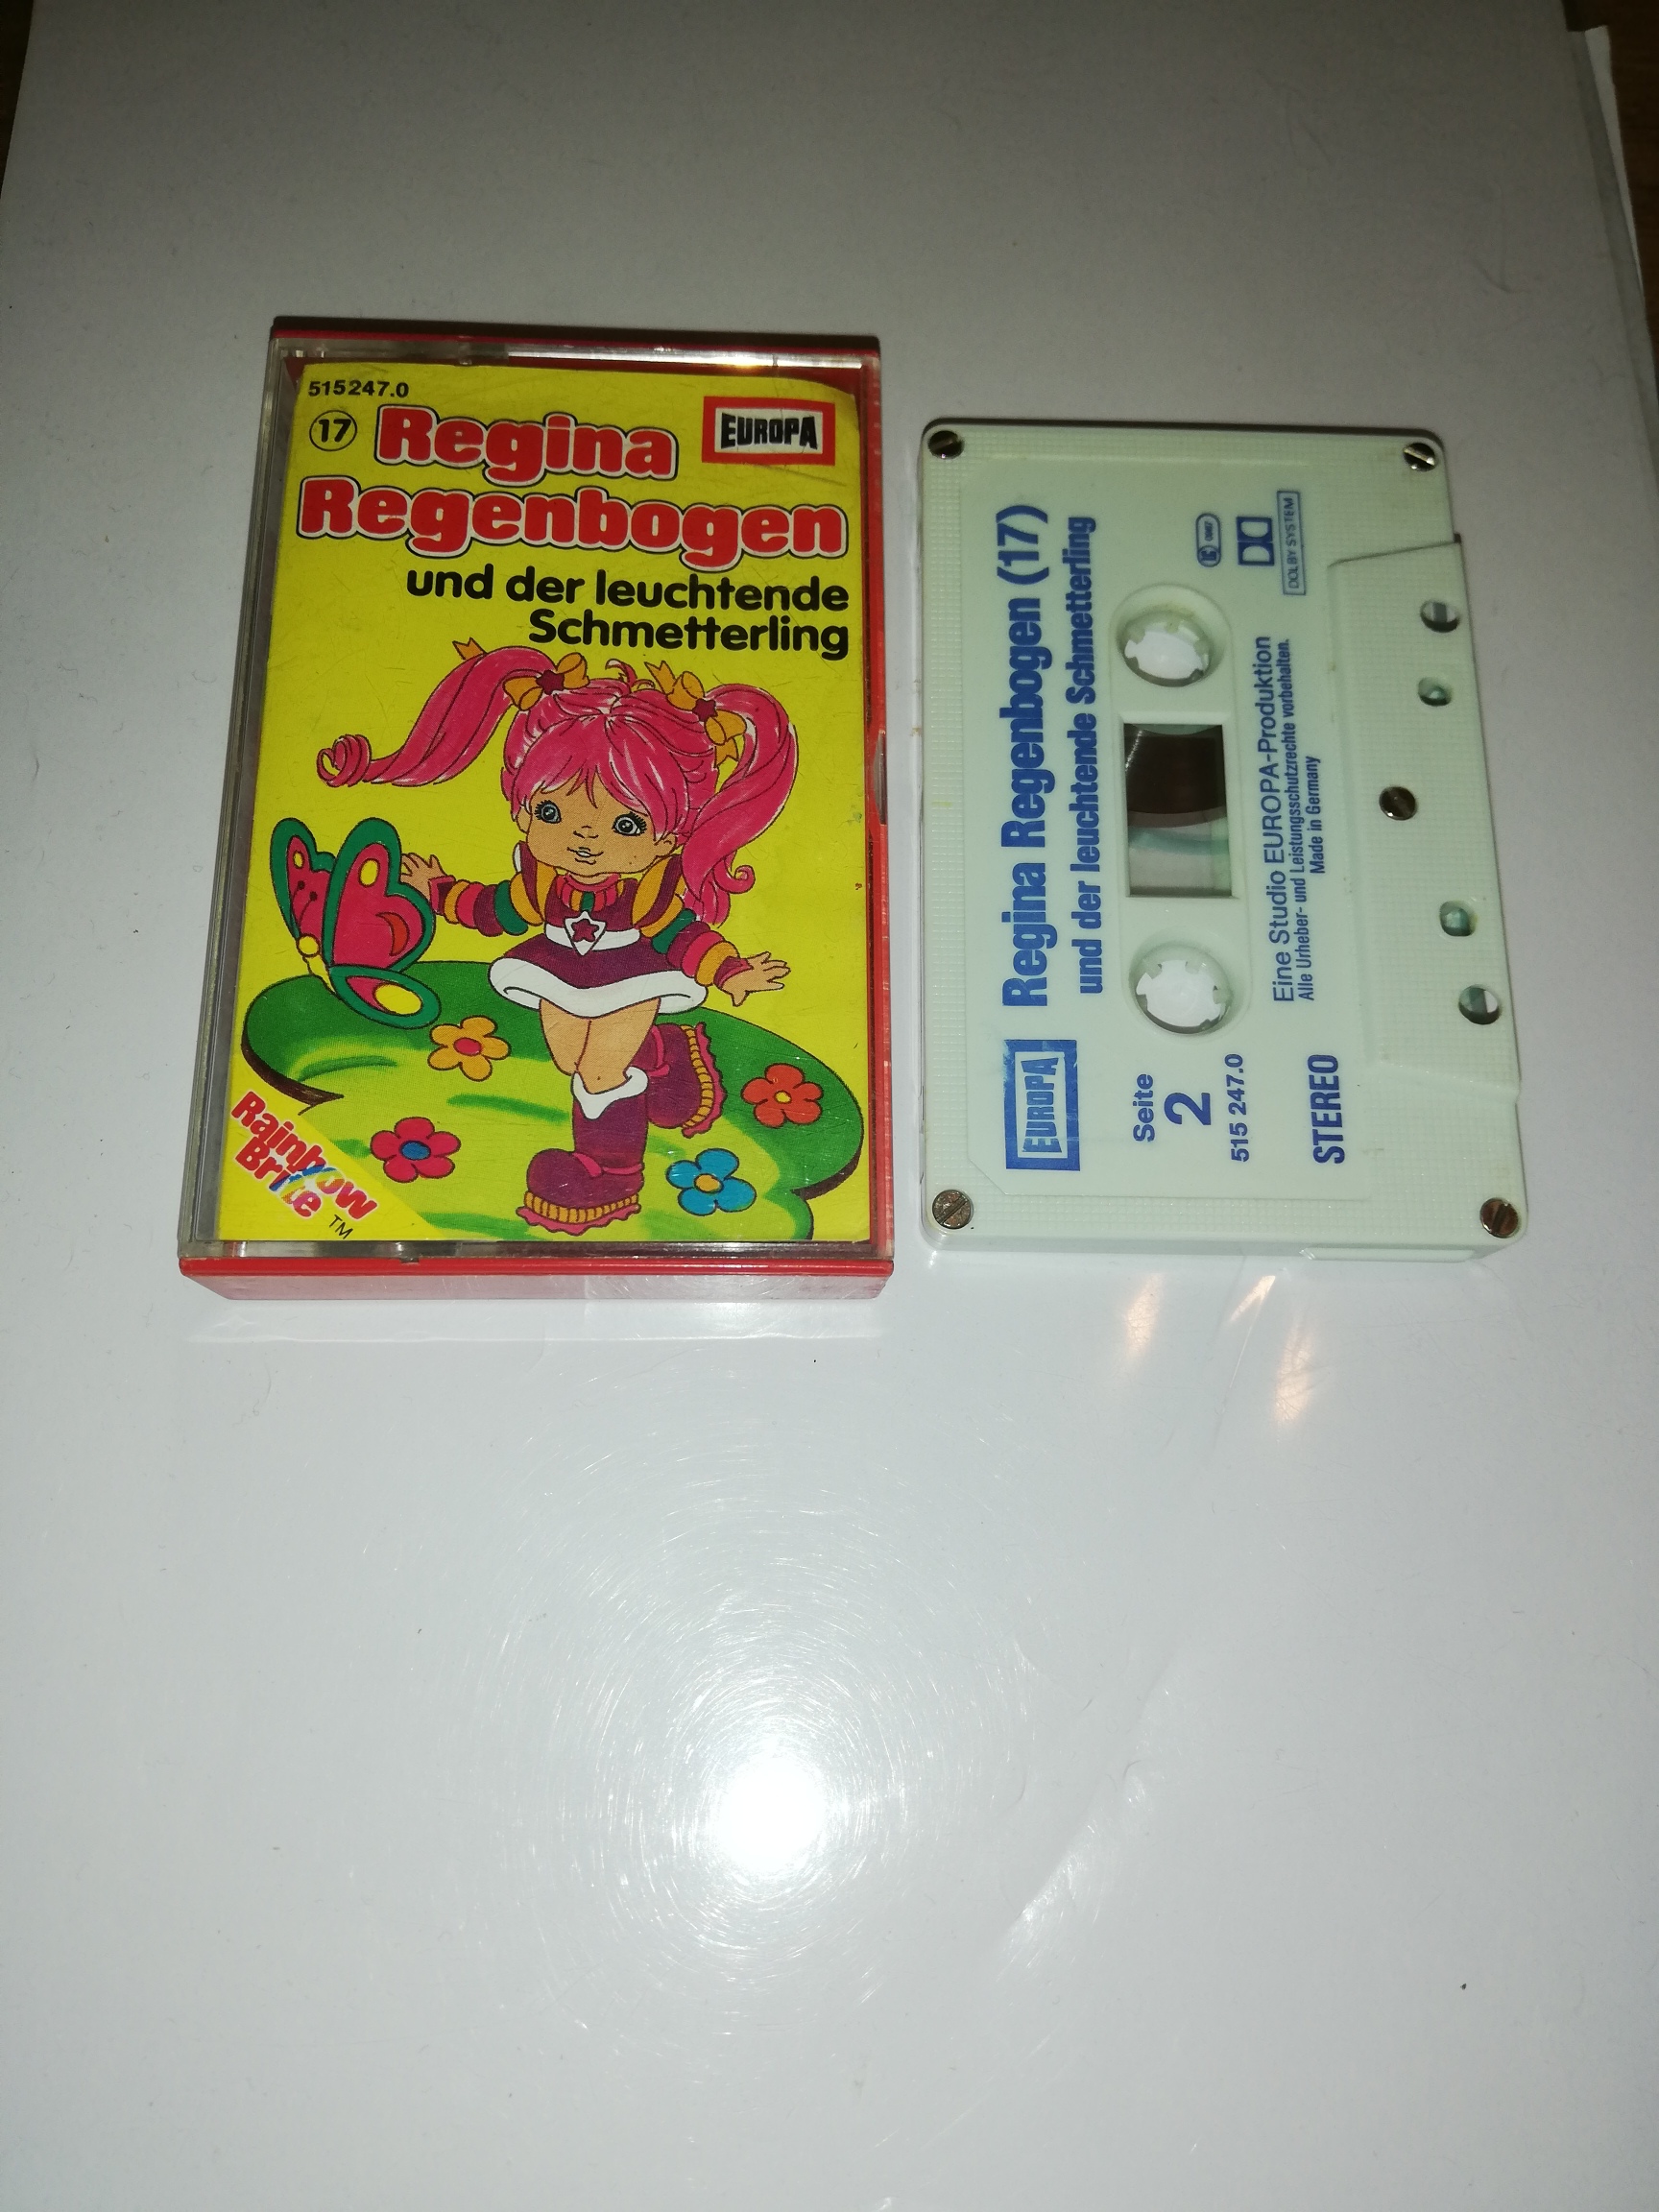 515247.0
17
Regina
EUROPA
Regenbogen
und der leuchtende
Schmetterling
Rainbow
Brite
TM
EUROPA
Regina Regenbogen (17)
und der leuchtende Schmetterling
Seite
2
515 247.0
STEREO
Eine Studio EUROPA-Produktion
Alle Urheber- und Leistungsschutzrechte vorbehalten.
Made in Germany
DOLBY SYSTEM